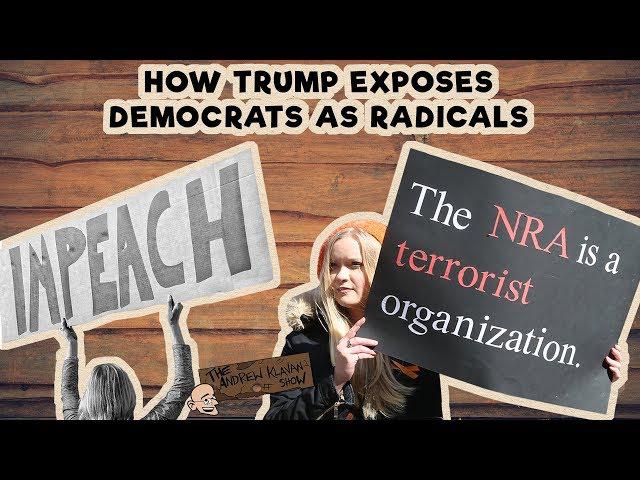 HOW TRUMP EXPOSES
DEMOCRATS AS RADICALS
IMPEACH
The NRA is a
terrorist
organization.
THE
ANDREW KLAVAN
SHOW